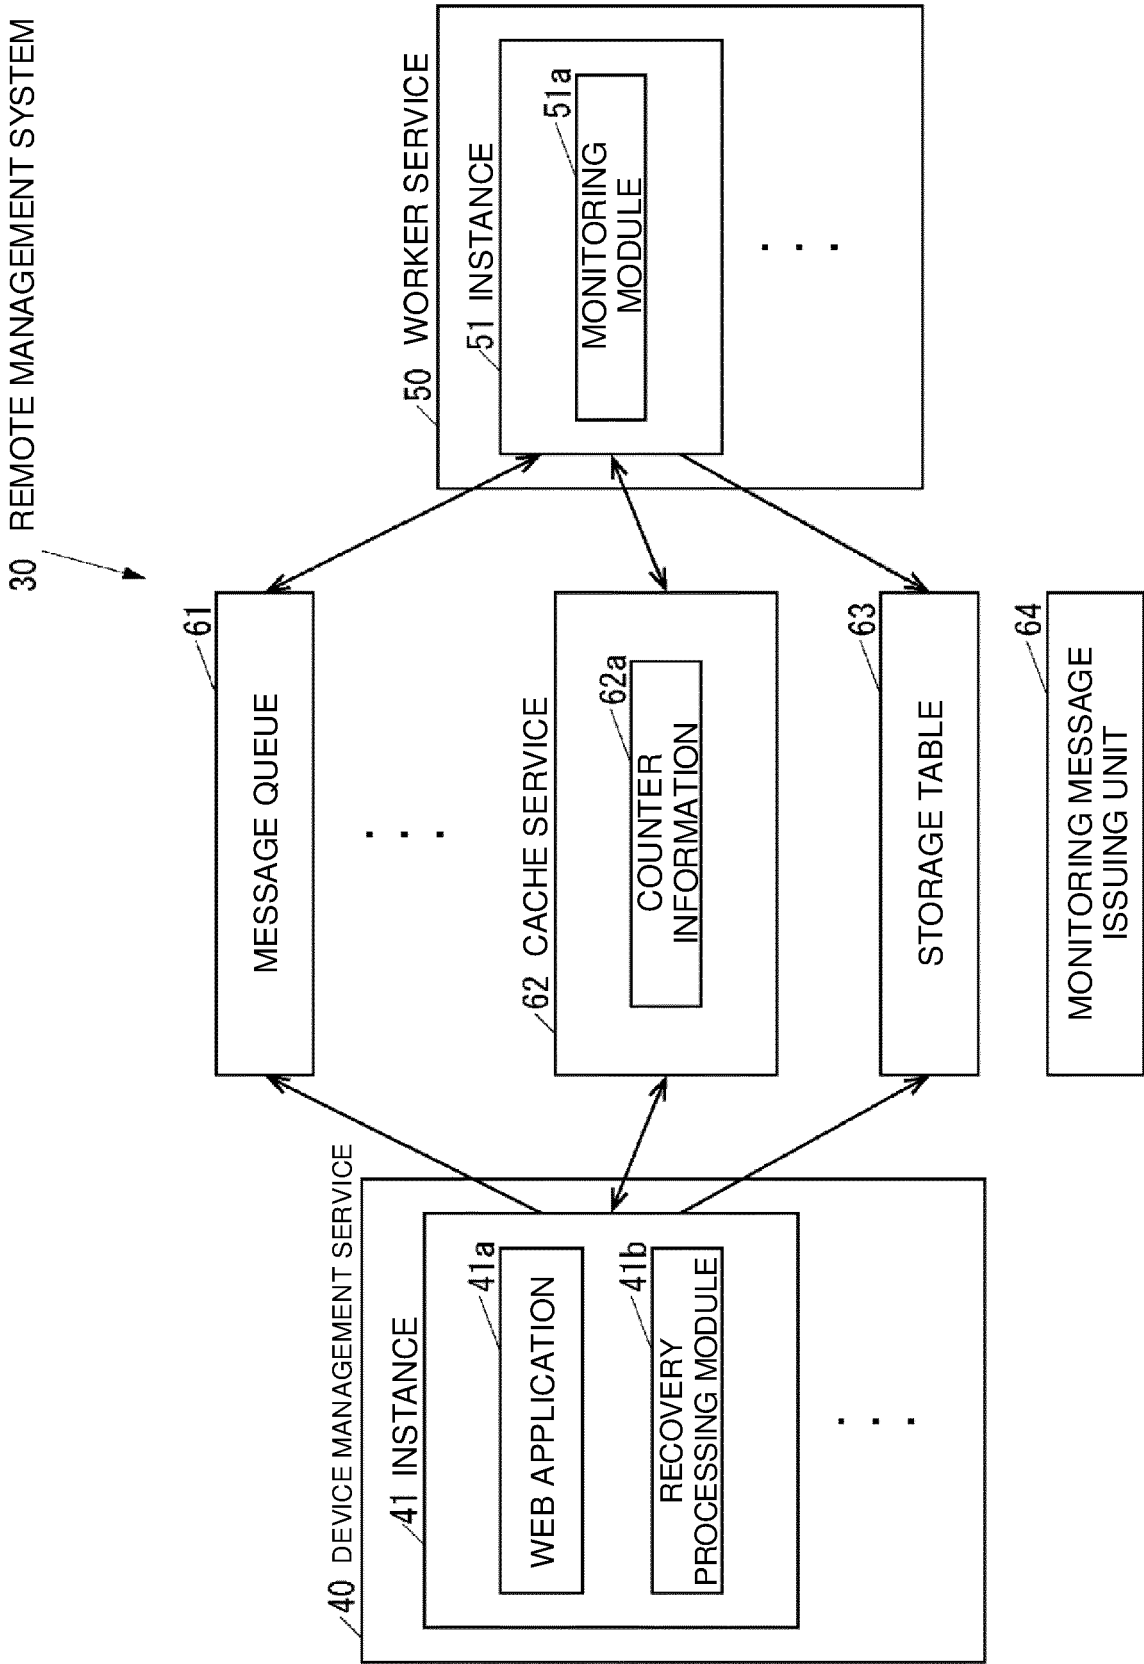 30 REMOTE MANAGEMENT SYSTEM
40 DEVICE MANAGEMENT SERVICE
41 INSTANCE
41a
WEB APPLICATION
41b
RECOVERY
PROCESSING MODULE
. . .
61
MESSAGE QUEUE
. . .
62 CACHE SERVICE
62a
COUNTER
INFORMATION
63
STORAGE TABLE
64
MONITORING MESSAGE
ISSUING UNIT
50 WORKER SERVICE
51 INSTANCE
51a
MONITORING
MODULE
. . .